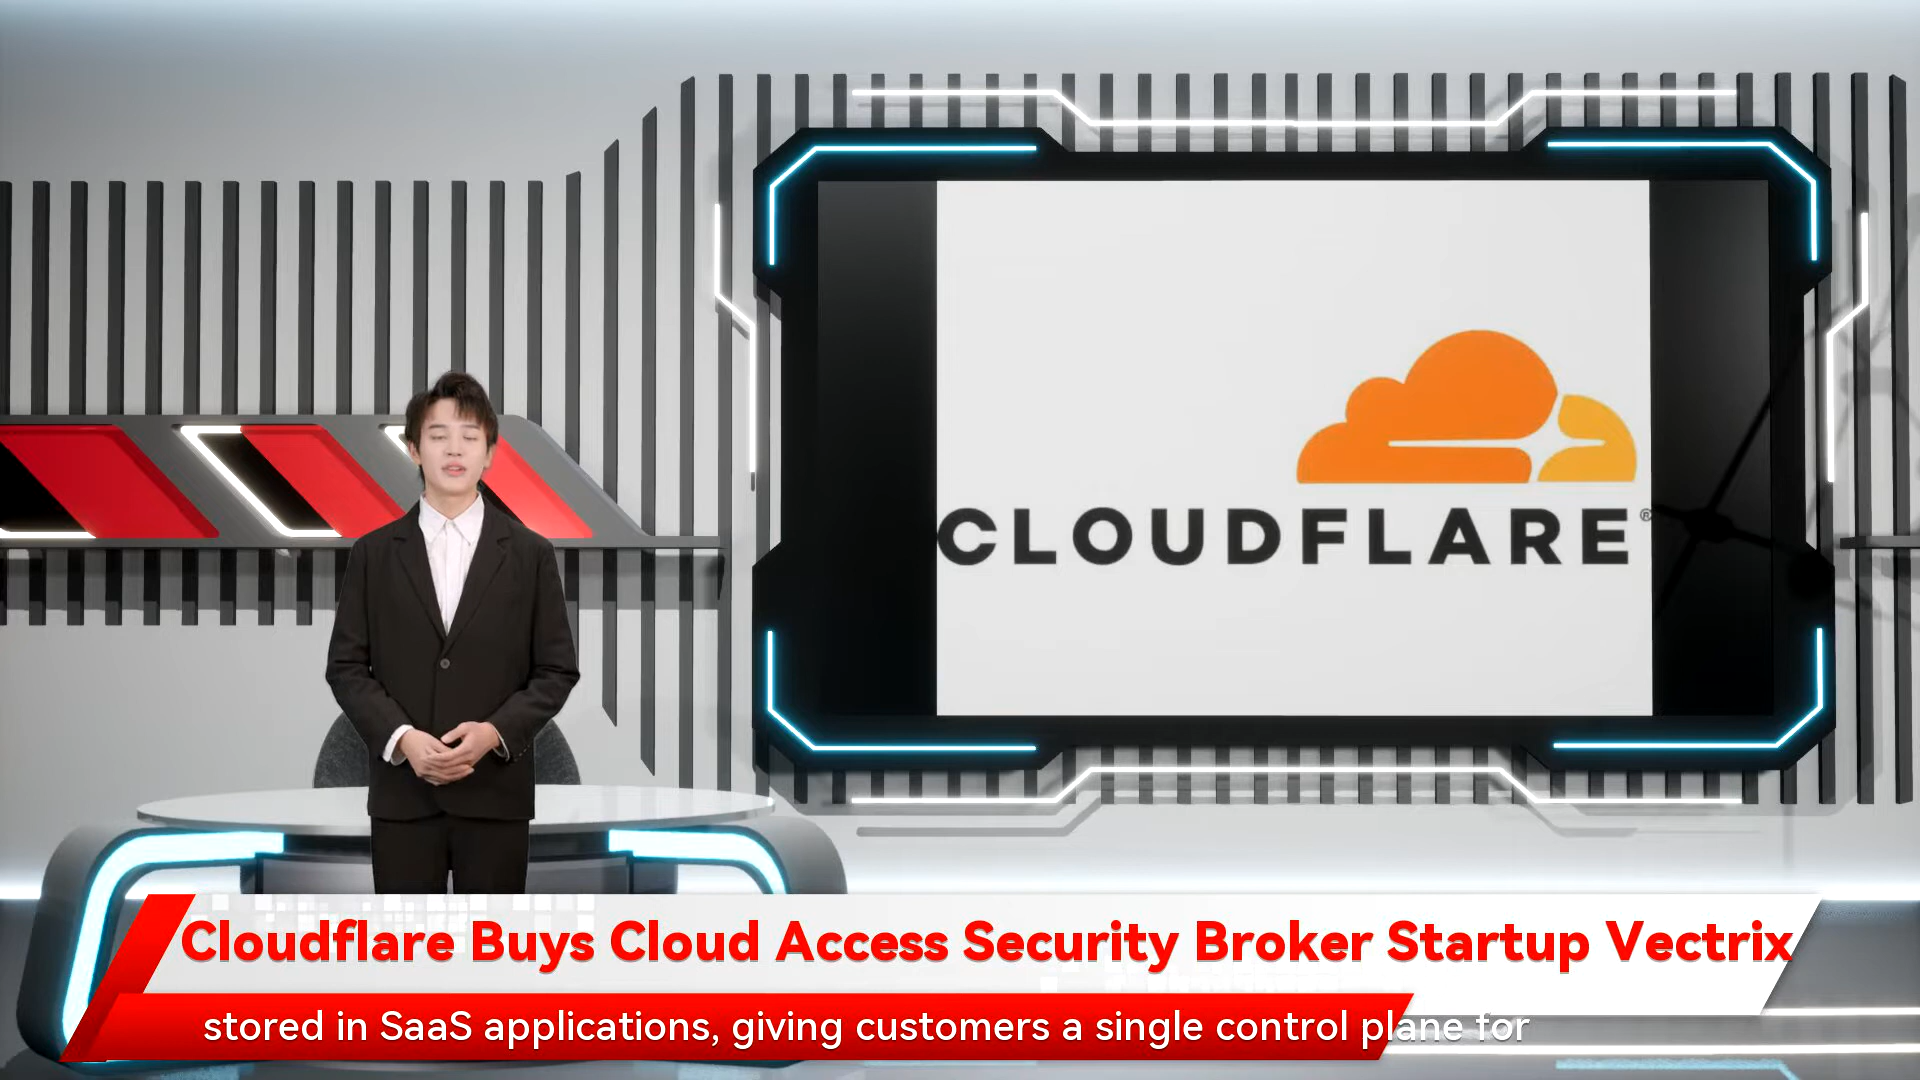 CLOUDFLARE®
Cloudflare Buys Cloud Access Security Broker Startup Vectrix
stored in SaaS applications, giving customers a single control plane for